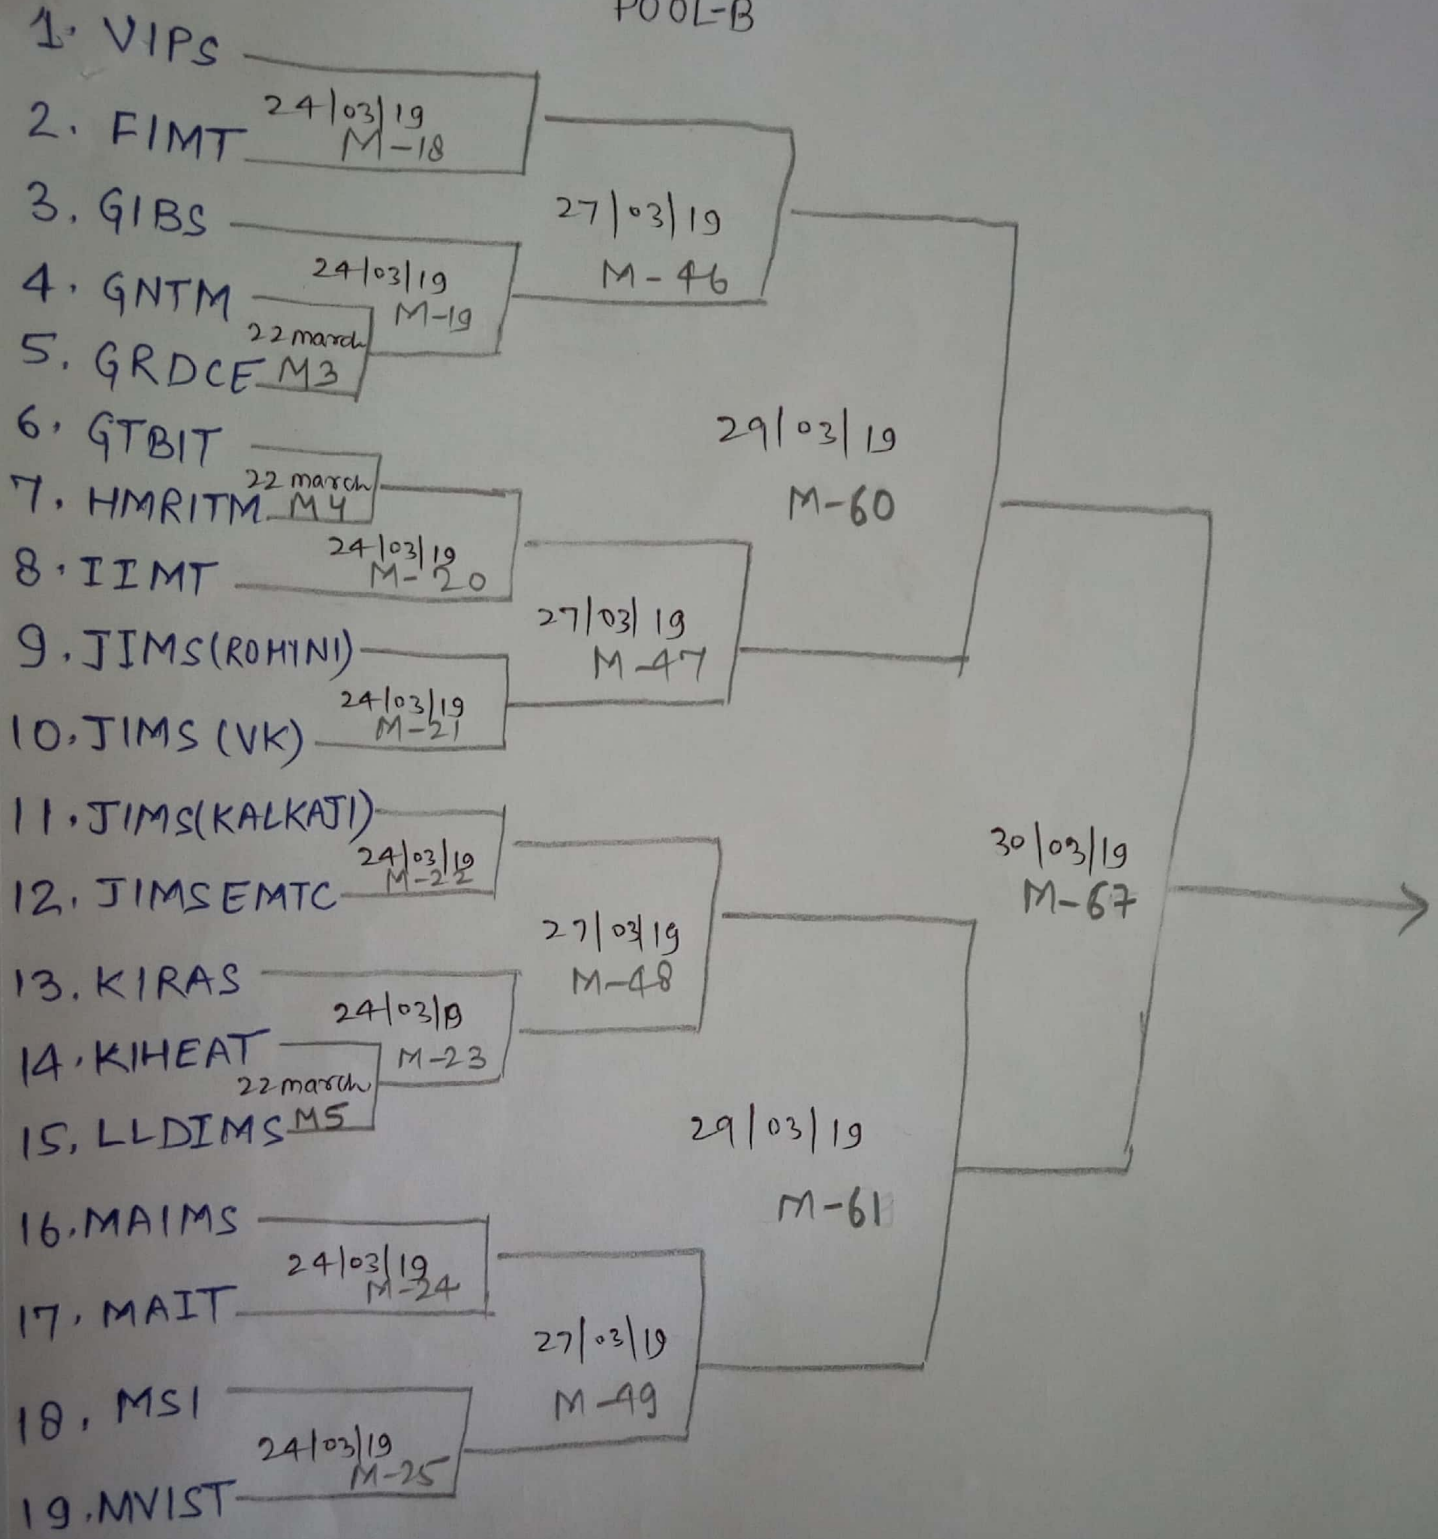 POOL-B
1. VIPS
24/03/19
2. FIMT
M-18
3. GIBS
27/03/19
24/03/19
M-46
4. GNTM
M-19
22 march
5. GRDCE M3
6. GTBIT
29/03/19
22 march
7. HMRITM M4
M-60
24/03/19
8. IIMT
M-20
27/03/19
9. JIMS(ROHINI)
M-47
24/03/19
10. JIMS (VK)
M-21
11. JIMS(KALKAJI)
30/03/19
24/03/19
M-22
12. JIMSEMTC
M-67
27/03/19
13. KIRAS
M-48
24/03/19
14. KIHEAT
M-23
22 march
15. LLDIMS M5
29/03/19
16. MAIMS
M-61
24/03/19
M-24
17. MAIT
27/03/19
18. MSI
M-49
24/03/19
M-25
19. MVIST